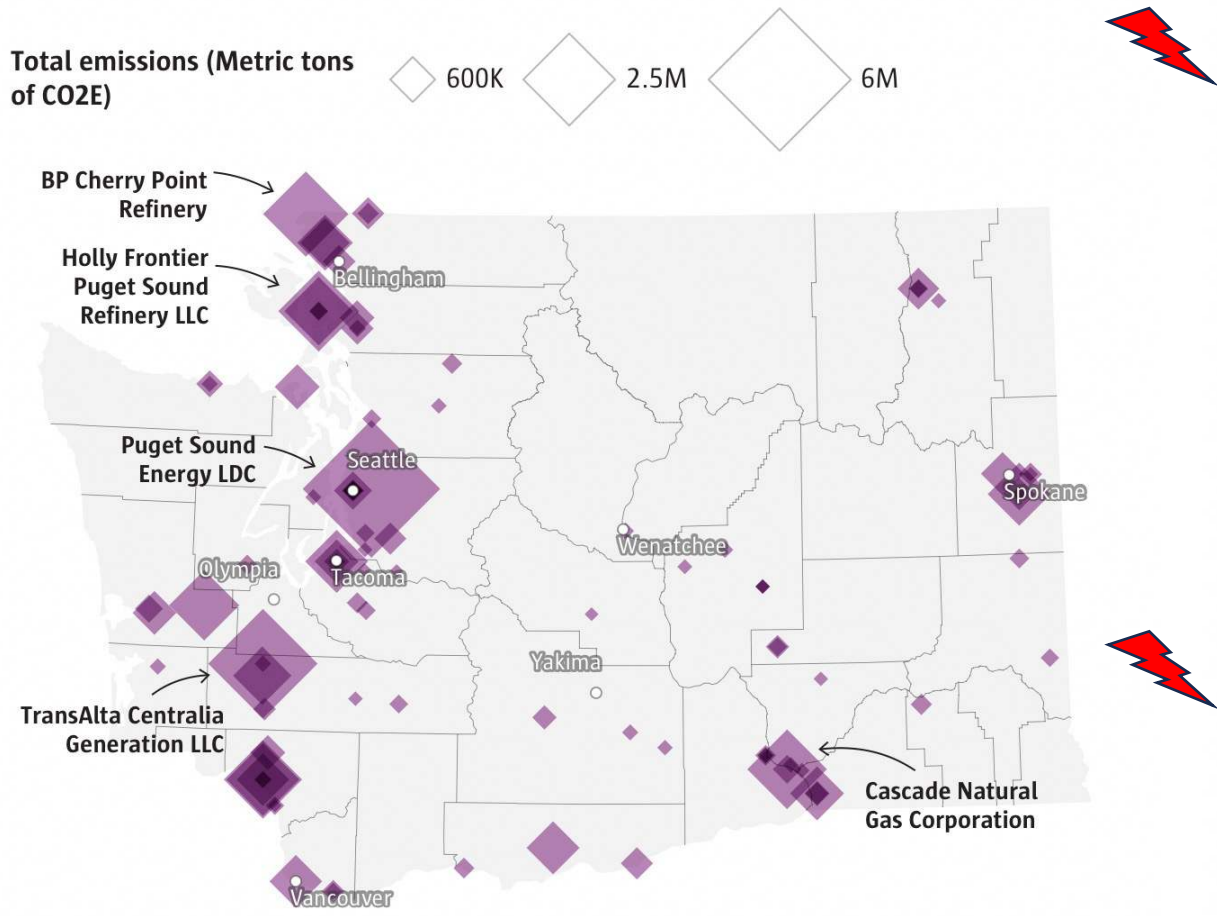 Total emissions (Metric tons
of CO2E)
600K
2.5M
6M
BP Cherry Point
Refinery
Holly Frontier
Puget Sound
Refinery LLC
Bellingham
Puget Sound
Energy LDC
Seattle
Spokane
Wenatchee
Olympia
Tacoma
Yakima
TransAlta Centralia
Generation LLC
Cascade Natural
Gas Corporation
Vancouver